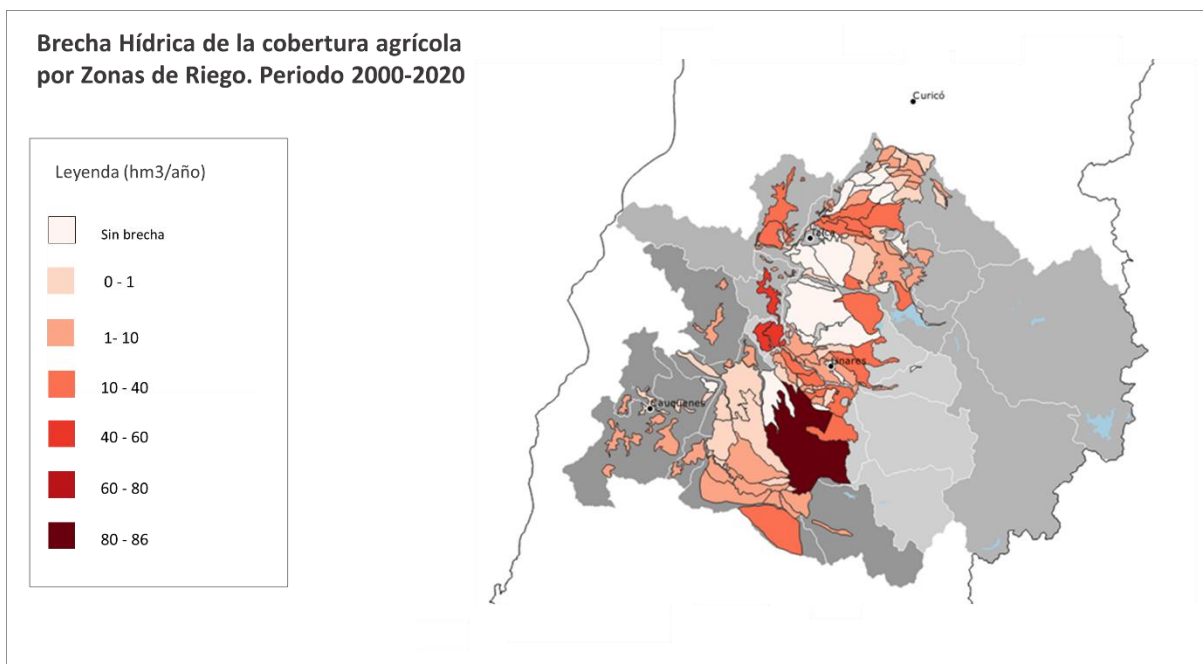 Brecha Hídrica de la cobertura agrícola
por Zonas de Riego. Periodo 2000-2020
Leyenda (hm3/año)
Sin brecha
0 - 1
1- 10
10 - 40
40 - 60
60 - 80
80 - 86
Curicó
Talca
Linares
Cauquenes